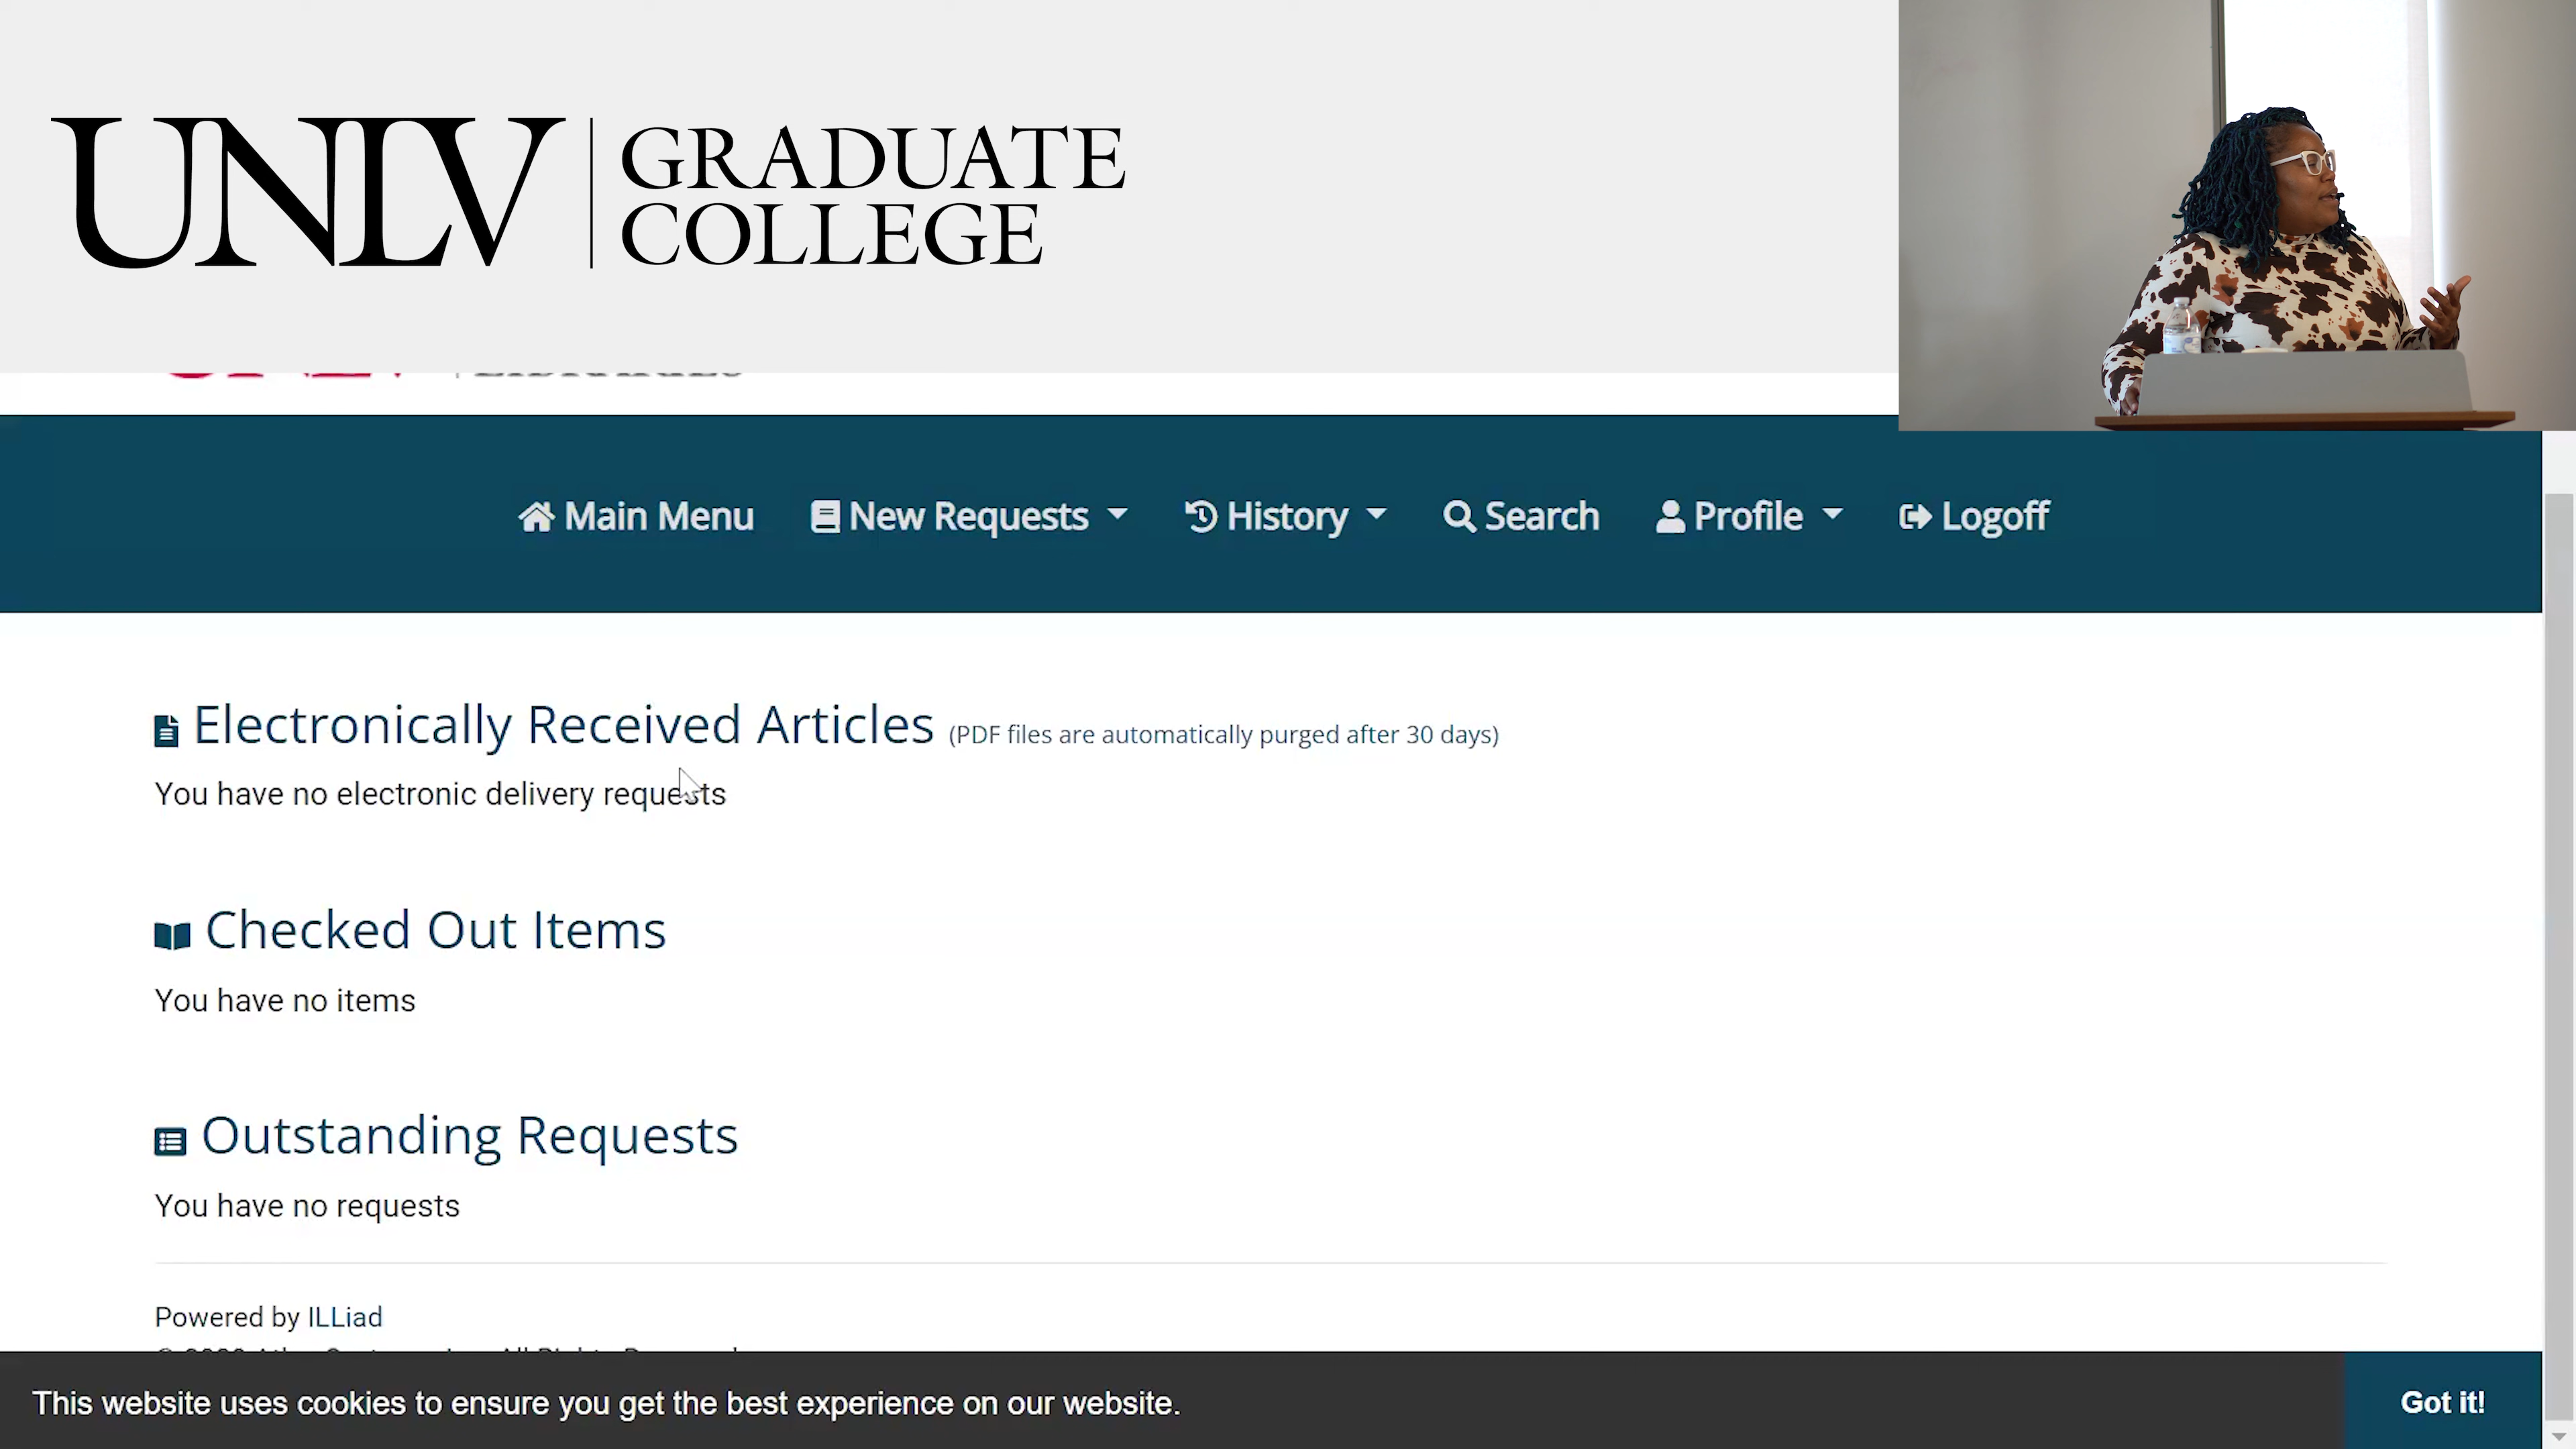 UNLV
GRADUATE
COLLEGE
Main Menu
New Requests
History
Search
Profile
Logoff
Electronically Received Articles (PDF files are automatically purged after 30 days)
You have no electronic delivery requests
Checked Out Items
You have no items
Outstanding Requests
You have no requests
Powered by ILLiad
This website uses cookies to ensure you get the best experience on our website.
Got it!